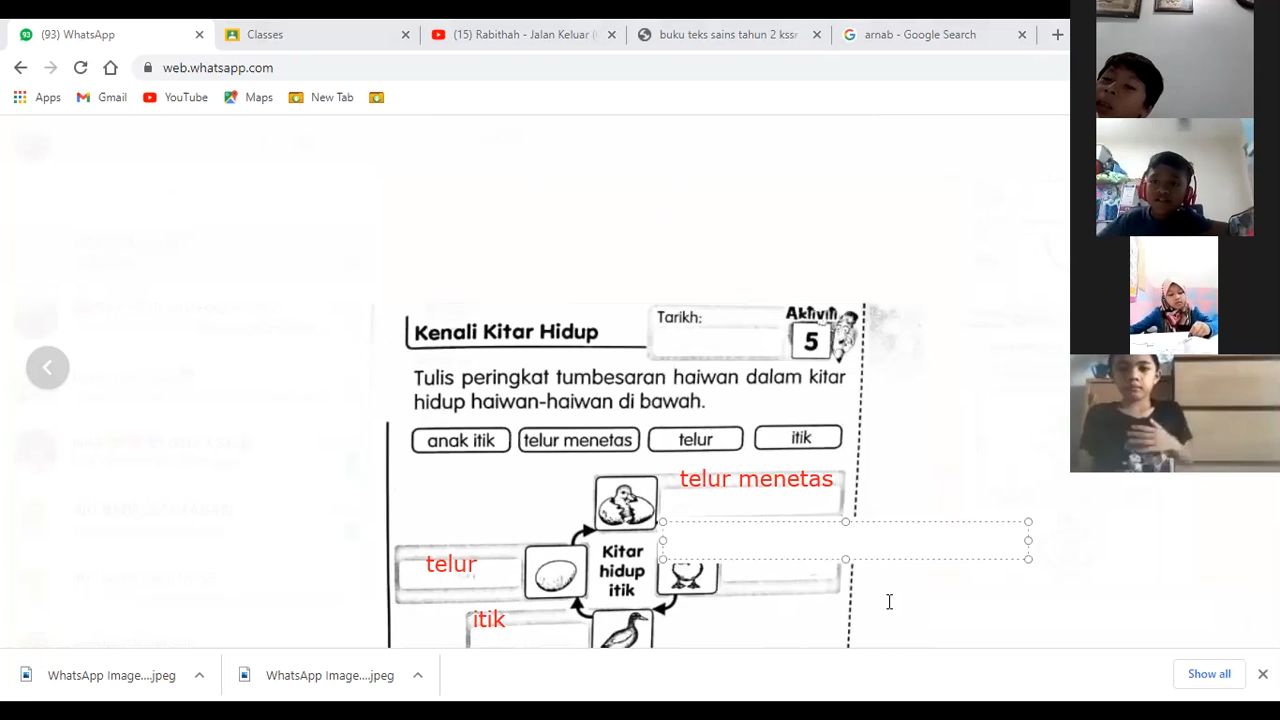 (93) WhatsApp
Classes
(15) Rabithah - Jalan Keluar (
buku teks sains tahun 2 kssr
arnab - Google Search
web.whatsapp.com
Apps
Gmail
YouTube
Maps
New Tab
Kenali Kitar Hidup
Tarikh:
Aktiviti
5
Tulis peringkat tumbesaran haiwan dalam kitar
hidup haiwan-haiwan di bawah.
anak itik
telur menetas
telur
itik
telur menetas
telur
Kitar
hidup
itik
itik
WhatsApp Image....jpeg
WhatsApp Image....jpeg
Show all